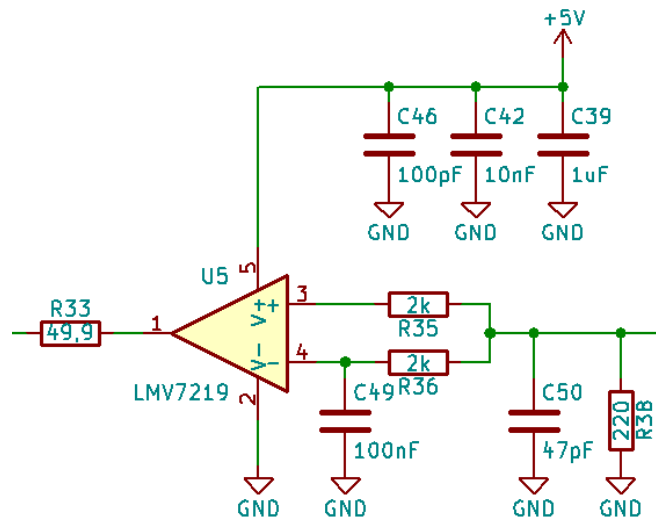 +5V
C46
C42
C39
100pF
10nF
1uF
GND
GND
GND
U5
5
R33
49,9
1
V+
+
3
2k
R35
V-
−
4
2k
R36
LMV7219
2
C49
100nF
C50
47pF
220
R38
GND
GND
GND
GND